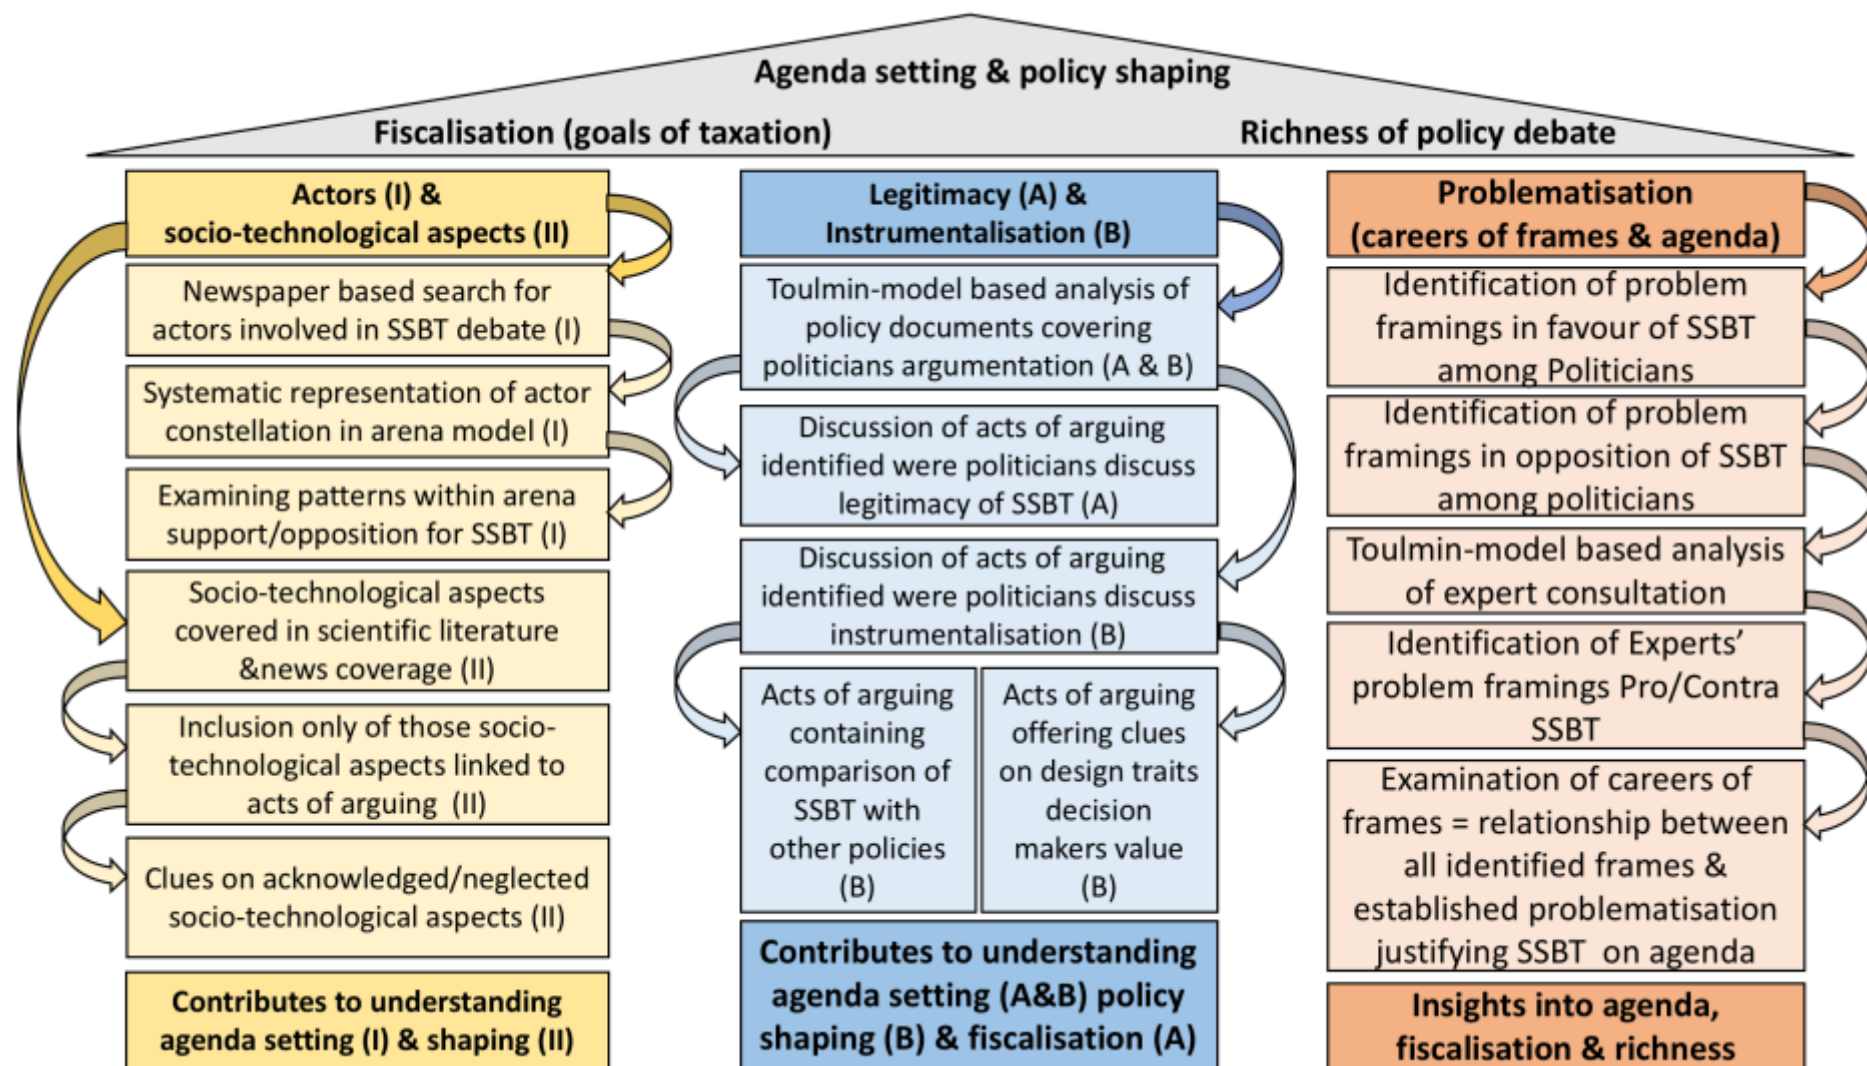 Agenda setting & policy shaping
Fiscalisation (goals of taxation)
Richness of policy debate
Actors (I) &
socio-technological aspects (II)
Newspaper based search for
actors involved in SSBT debate (I)
Systematic representation of actor
constellation in arena model (I)
Examining patterns within arena
support/opposition for SSBT (I)
Socio-technological aspects
covered in scientific literature
&news coverage (II)
Inclusion only of those socio-
technological aspects linked to
acts of arguing  (II)
Clues on acknowledged/neglected
socio-technological aspects (II)
Contributes to understanding
agenda setting (I) & shaping (II)
Legitimacy (A) &
Instrumentalisation (B)
Toulmin-model based analysis of
policy documents covering
politicians argumentation (A & B)
Discussion of acts of arguing
identified were politicians discuss
legitimacy of SSBT (A)
Discussion of acts of arguing
identified were politicians discuss
instrumentalisation (B)
Acts of arguing
containing
comparison of
SSBT with
other policies
(B)
Acts of arguing
offering clues
on design traits
decision
makers value
(B)
Contributes to understanding
agenda setting (A&B) policy
shaping (B) & fiscalisation (A)
Problematisation
(careers of frames & agenda)
Identification of problem
framings in favour of SSBT
among Politicians
Identification of problem
framings in opposition of SSBT
among politicians
Toulmin-model based analysis
of expert consultation
Identification of Experts’
problem framings Pro/Contra
SSBT
Examination of careers of
frames = relationship between
all identified frames &
established problematisation
justifying SSBT  on agenda
Insights into agenda,
fiscalisation & richness